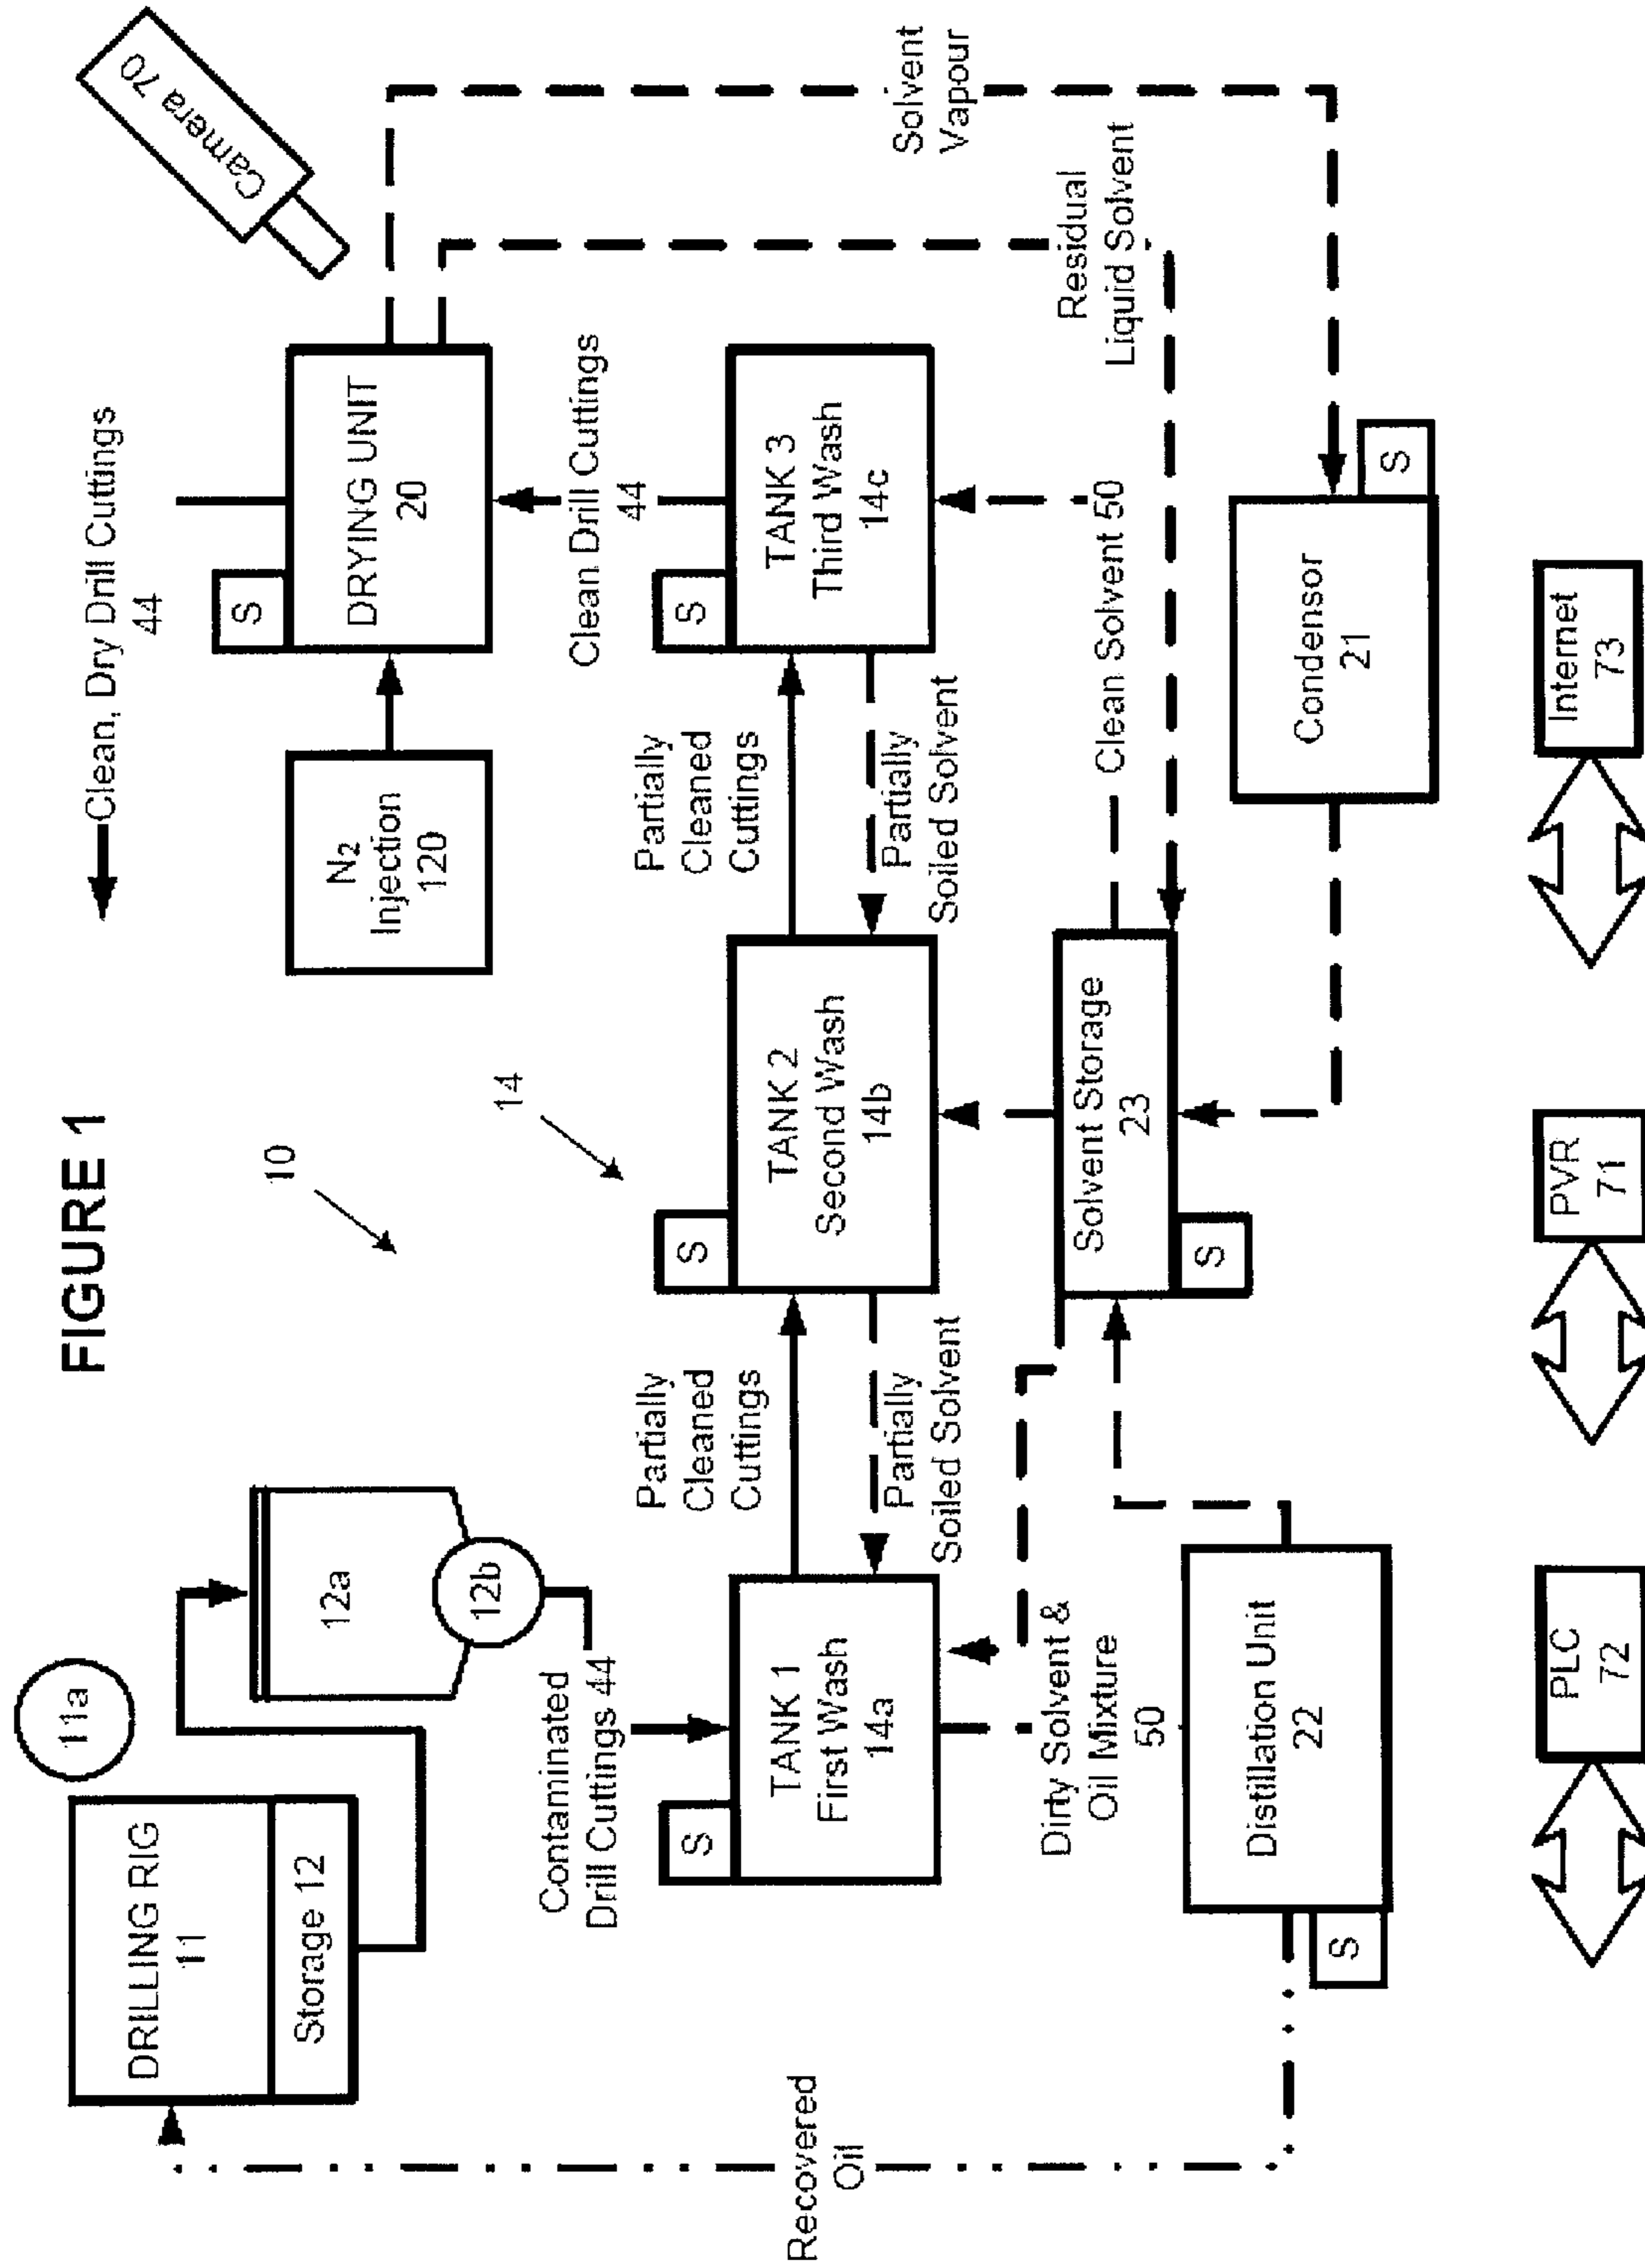 FIGURE 1
10
14
DRILLING RIG
11
Storage 12
11a
12a
12b
Contaminated
Drill Cuttings 44
S
TANK 1
First Wash
14a
Partially
Cleaned
Cuttings
Partially
Soiled Solvent
S
TANK 2
Second Wash
14b
Partially
Cleaned
Cuttings
Partially
Soiled Solvent
S
TANK 3
Third Wash
14c
Clean Drill Cuttings
44
N2
Injection
120
S
DRYING UNIT
20
Clean, Dry Drill Cuttings
44
Camera 70
Solvent
Vapour
Residual
Liquid Solvent
Clean Solvent 50
Solvent Storage
23
S
Dirty Solvent &
Oil Mixture
50
Distillation Unit
22
S
Recovered
Oil
Condensor
21
S
PLC
72
PVR
71
Internet
73